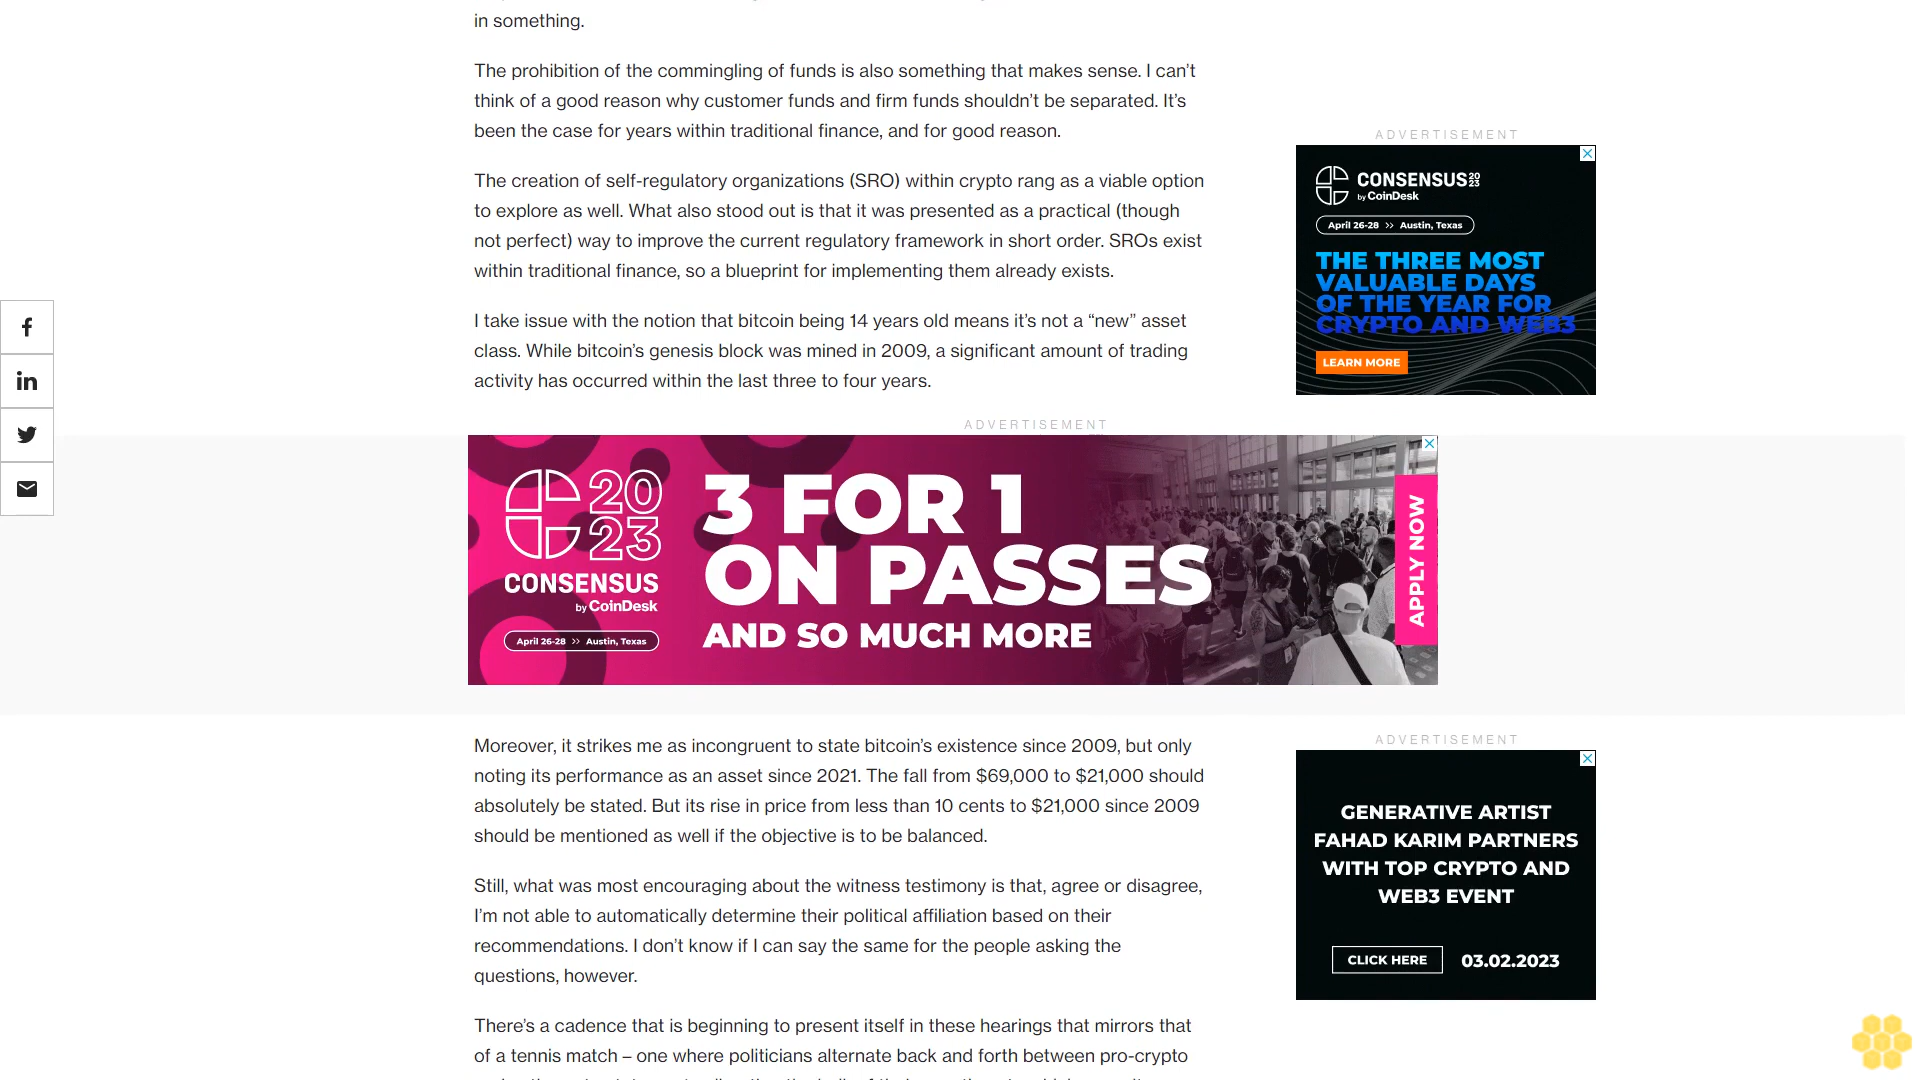 in something.
The prohibition of the commingling of funds is also something that makes sense. I can’t
think of a good reason why customer funds and firm funds shouldn’t be separated. It’s
been the case for years within traditional finance, and for good reason.
The creation of self-regulatory organizations (SRO) within crypto rang as a viable option
to explore as well. What also stood out is that it was presented as a practical (though
not perfect) way to improve the current regulatory framework in short order. SROs exist
within traditional finance, so a blueprint for implementing them already exists.
I take issue with the notion that bitcoin being 14 years old means it’s not a “new” asset
class. While bitcoin’s genesis block was mined in 2009, a significant amount of trading
activity has occurred within the last three to four years.
ADVERTISEMENT
CONSENSUS 2023
by CoinDesk
April 26-28 >> Austin, Texas
THE THREE MOST
VALUABLE DAYS
OF THE YEAR FOR
CRYPTO AND WEB3
LEARN MORE
ADVERTISEMENT
20
23
CONSENSUS
by CoinDesk
April 26-28 >> Austin, Texas
3 FOR 1
ON PASSES
AND SO MUCH MORE
APPLY NOW
Moreover, it strikes me as incongruent to state bitcoin’s existence since 2009, but only
noting its performance as an asset since 2021. The fall from $69,000 to $21,000 should
absolutely be stated. But its rise in price from less than 10 cents to $21,000 since 2009
should be mentioned as well if the objective is to be balanced.
Still, what was most encouraging about the witness testimony is that, agree or disagree,
I’m not able to automatically determine their political affiliation based on their
recommendations. I don’t know if I can say the same for the people asking the
questions, however.
There’s a cadence that is beginning to present itself in these hearings that mirrors that
of a tennis match – one where politicians alternate back and forth between pro-crypto
ADVERTISEMENT
GENERATIVE ARTIST
FAHAD KARIM PARTNERS
WITH TOP CRYPTO AND
WEB3 EVENT
CLICK HERE 03.02.2023